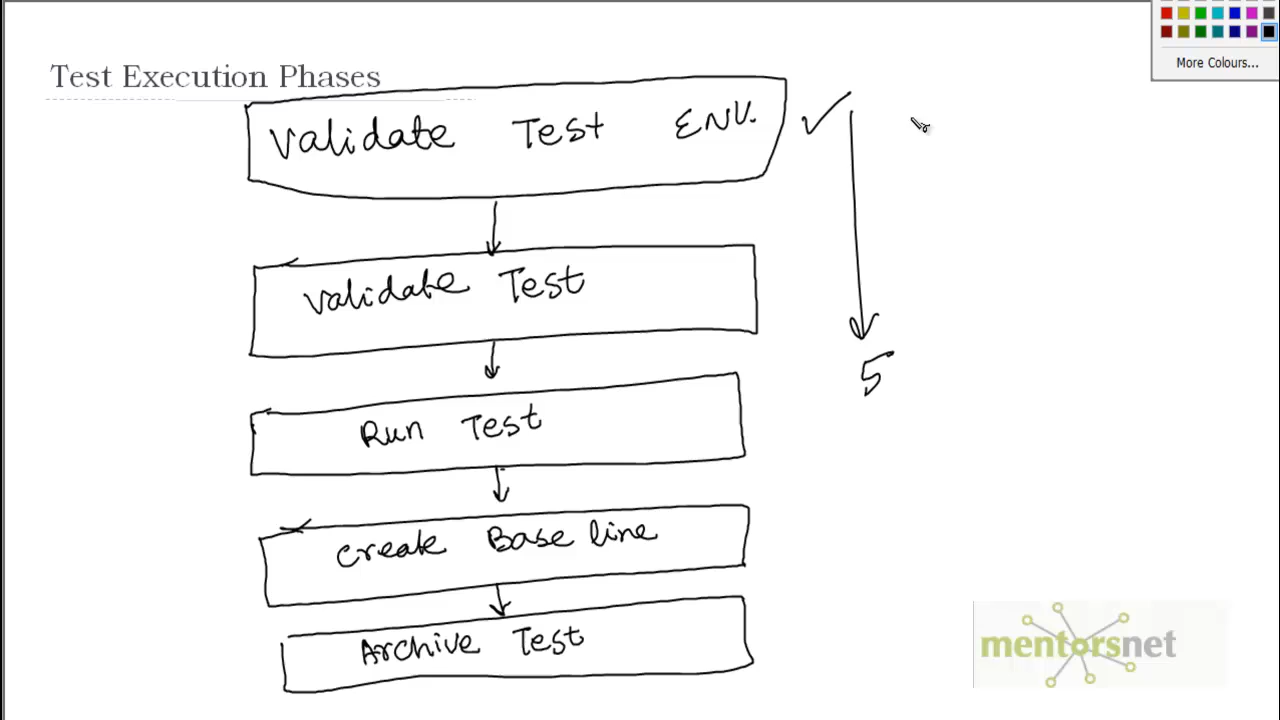 More Colours...
Test Execution Phases
Validate Test ENV.
Validate Test
5
Run Test
Create Base line
Archive Test
mentorsnet